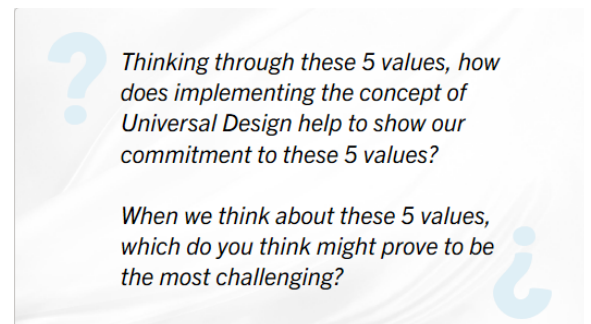 Thinking through these 5 values, how
does implementing the concept of
Universal Design help to show our
commitment to these 5 values?
When we think about these 5 values,
which do you think might prove to be
the most challenging?